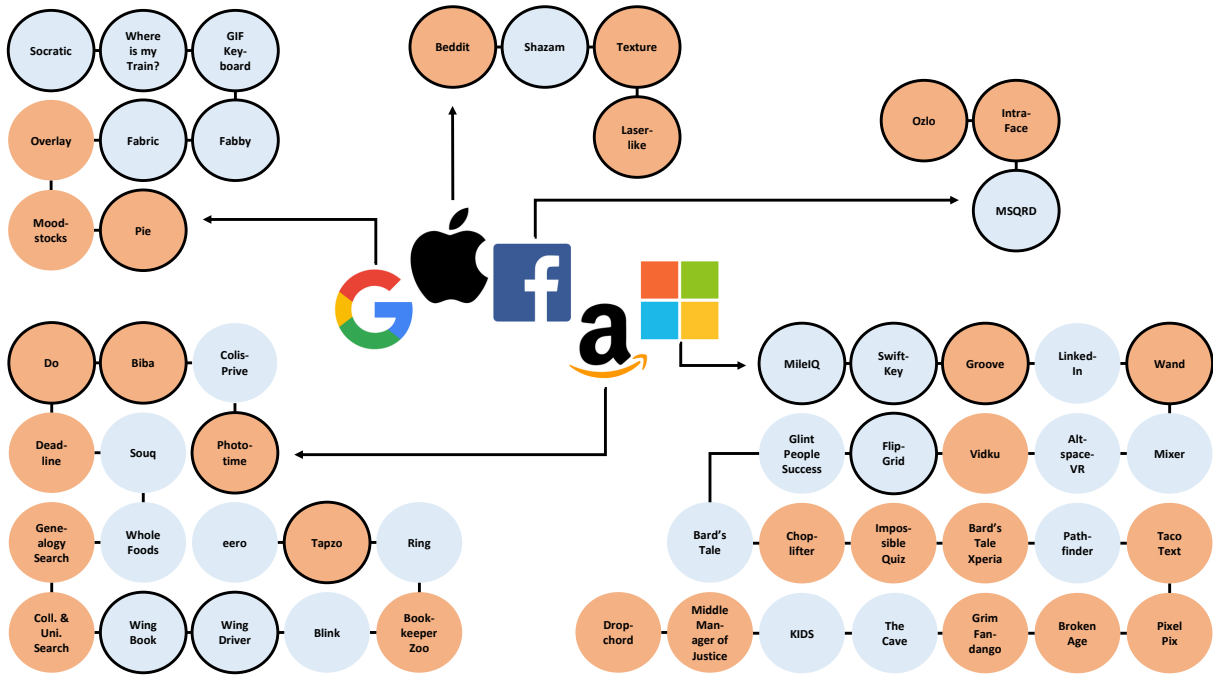 Socratic
Where
is my
Train?
GIF
Key-
board
Overlay
Fabric
Fabby
Mood-
stocks
Pie
Beddit
Shazam
Texture
Laser-
like
Ozlo
Intra-
Face
MSQRD
a
Do
Biba
Colis-
Prive
Dead-
line
Souq
Photo-
time
Gene-
alogy
Search
Whole
Foods
eero
Tapzo
Ring
Coll. &
Uni.
Search
Wing
Book
Wing
Driver
Blink
Book-
keeper
Zoo
MileIQ
Swift-
Key
Groove
Linked-
In
Wand
Glint
People
Success
Flip-
Grid
Vidku
Alt-
space-
VR
Mixer
Bard's
Tale
Chop-
lifter
Impos-
sible
Quiz
Bard's
Tale
Xperia
Path-
finder
Taco
Text
Drop-
chord
Middle
Man-
ager of
Justice
KIDS
The
Cave
Grim
Fan-
dango
Broken
Age
Pixel
Pix